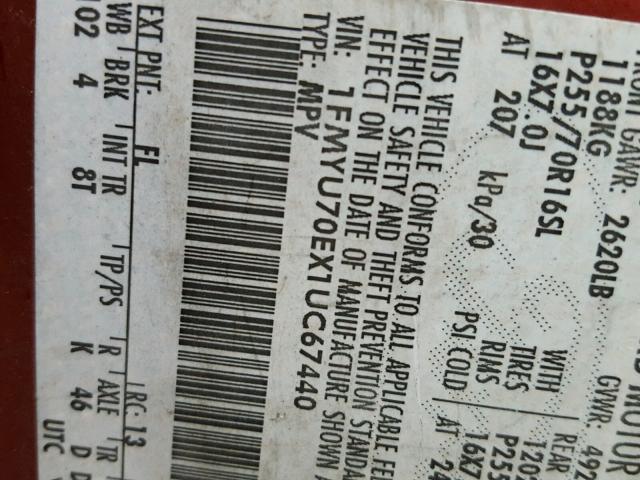 GAWR: 2620LB
1188KG
P255/70R16SL
16X7.0J
AT 207 kPa/30
WITH
TIRES
RIMS
PSI COLD
MOTOR
GWR:
REAR
P255
16X7
AT
THIS VEHICLE CONFORMS TO ALL APPLICABLE
VEHICLE SAFETY AND THEFT PREVENTION
EFFECT ON THE DATE OF MANUFACTURE SHOWN
VIN: 1FMYU70EX1UC67440
TYPE: MPV
EXT PNT: FL RC: 13
WB BRK INT TR TP/PS R AXLE TR
102 4 8T K 46 D D
UTC